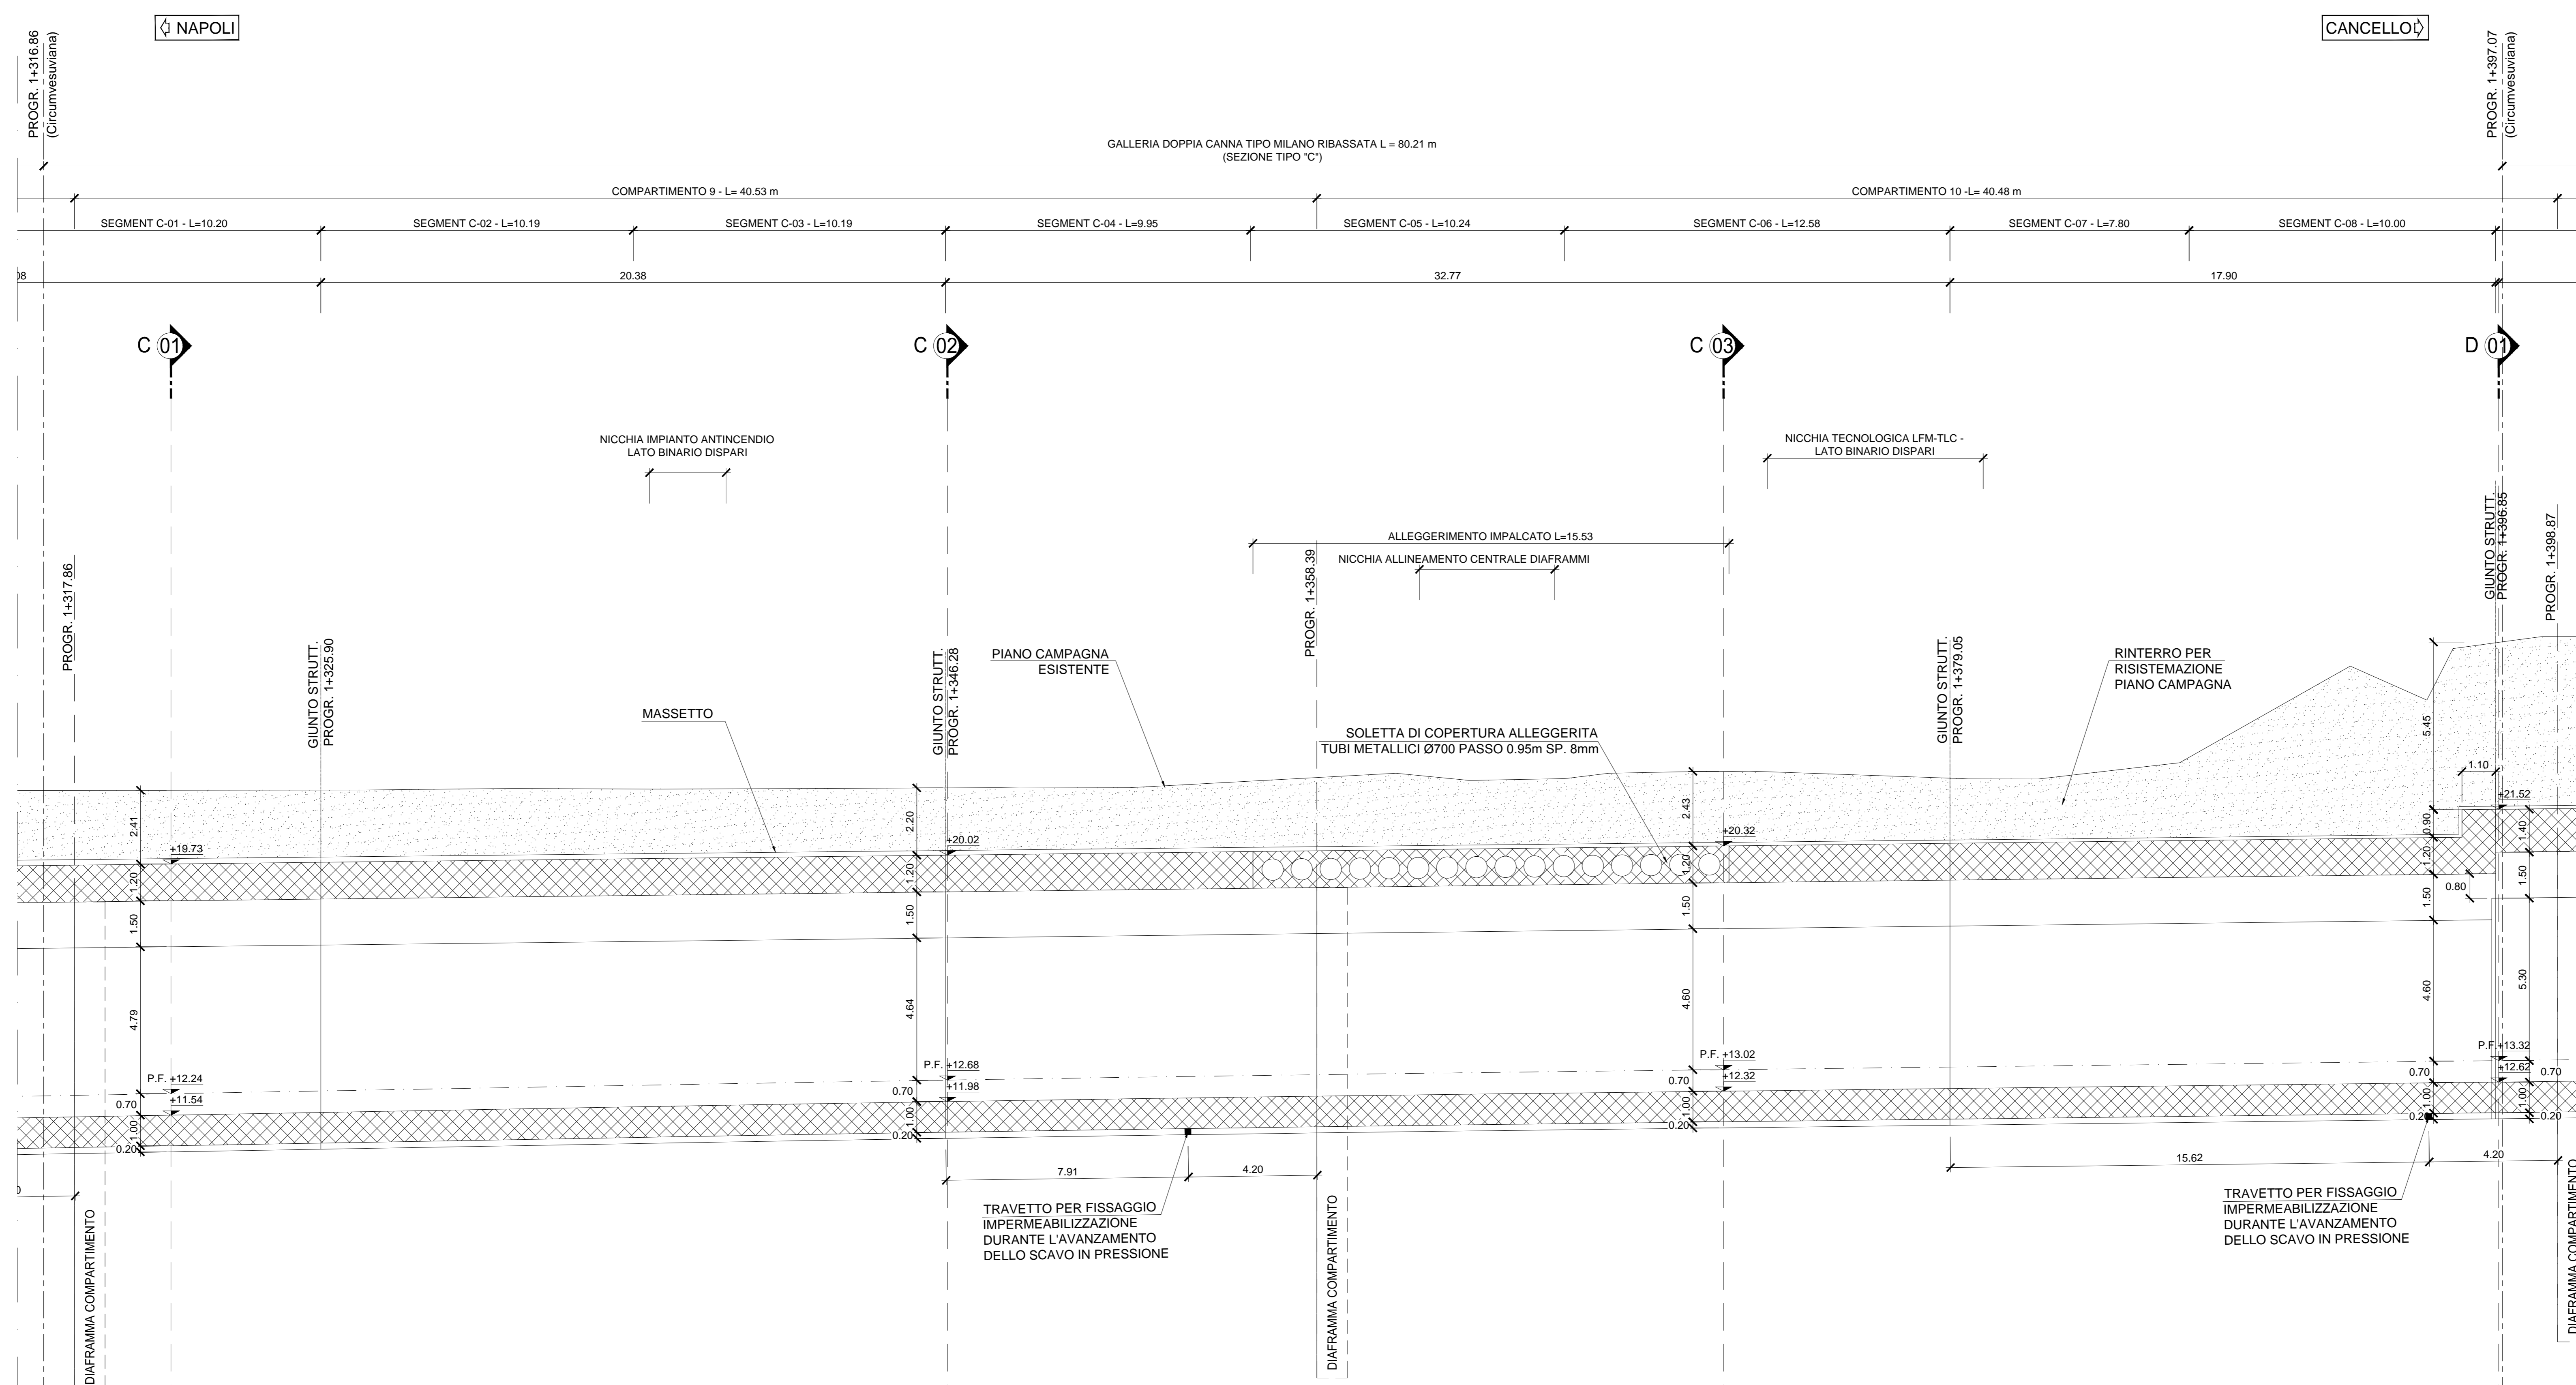 NAPOLI
CANCELLO
PROGR. 1+316.86
(Circumvesuviana)
PROGR. 1+397.07
(Circumvesuviana)
GALLERIA DOPPIA CANNA TIPO MILANO RIBASSATA L = 80.21 m
(SEZIONE TIPO "C")
COMPARTIMENTO 9 - L= 40.53 m
COMPARTIMENTO 10 -L= 40.48 m
SEGMENT C-01 - L=10.20
SEGMENT C-02 - L=10.19
SEGMENT C-03 - L=10.19
SEGMENT C-04 - L=9.95
SEGMENT C-05 - L=10.24
SEGMENT C-06 - L=12.58
SEGMENT C-07 - L=7.80
SEGMENT C-08 - L=10.00
20.38
32.77
17.90
C 01
C 02
C 03
D 01
NICCHIA IMPIANTO ANTINCENDIO
LATO BINARIO DISPARI
NICCHIA TECNOLOGICA LFM-TLC -
LATO BINARIO DISPARI
ALLEGGERIMENTO IMPALCATO L=15.53
NICCHIA ALLINEAMENTO CENTRALE DIAFRAMMI
PROGR. 1+317.86
GIUNTO STRUTT.
PROGR. 1+325.90
GIUNTO STRUTT.
PROGR. 1+346.28
PROGR. 1+358.39
GIUNTO STRUTT.
PROGR. 1+379.05
GIUNTO STRUTT.
PROGR. 1+396.85
PROGR. 1+398.87
PIANO CAMPAGNA
ESISTENTE
MASSETTO
SOLETTA DI COPERTURA ALLEGGERITA
TUBI METALLICI Ø700 PASSO 0.95m SP. 8mm
RINTERRO PER
RISISTEMAZIONE
PIANO CAMPAGNA
2.41
+19.73
1.20
1.50
4.79
P.F. +12.24
0.70
+11.54
1.00
0.20
2.20
+20.02
1.20
1.50
4.64
P.F. +12.68
0.70
+11.98
1.00
0.20
2.43
+20.32
1.20
1.50
4.60
P.F. +13.02
0.70
+12.32
1.00
0.20
5.45
1.10
+21.52
0.90
1.40
1.20
1.50
0.80
1.50
4.60
5.30
P.F. +13.32
0.70
+12.62
0.70
1.00
1.00
0.20
0.20
7.91
4.20
15.62
4.20
TRAVETTO PER FISSAGGIO
IMPERMEABILIZZAZIONE
DURANTE L'AVANZAMENTO
DELLO SCAVO IN PRESSIONE
TRAVETTO PER FISSAGGIO
IMPERMEABILIZZAZIONE
DURANTE L'AVANZAMENTO
DELLO SCAVO IN PRESSIONE
DIAFRAMMA COMPARTIMENTO
DIAFRAMMA COMPARTIMENTO
DIAFRAMMA COMPARTIMENTO